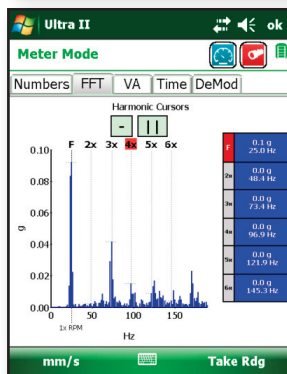 Ultra II ok
Meter Mode
Numbers FFT VA Time DeMod
Harmonic Cursors
- ||
F 2x 3x 4x 5x 6x
0.10
0.08
0.06
0.04
0.02
0.00
g
0 50 100 150
1x RPM
Hz
F 0.1 g
25.0 Hz
2x 0.0 g
48.4 Hz
3x 0.0 g
73.4 Hz
4x 0.0 g
96.9 Hz
5x 0.0 g
121.9 Hz
6x 0.0 g
145.3 Hz
mm/s Take Rdg